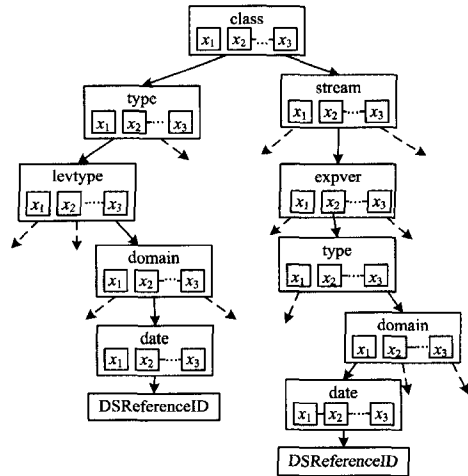 class
x1 x2 ... x3
type
x1 x2 ... x3
stream
x1 x2 ... x3
levtype
x1 x2 ... x3
expver
x1 x2 ... x3
domain
x1 x2 ... x3
type
x1 x2 ... x3
date
x1 x2 ... x3
domain
x1 x2 ... x3
DSReferenceID
date
x1 x2 ... x3
DSReferenceID